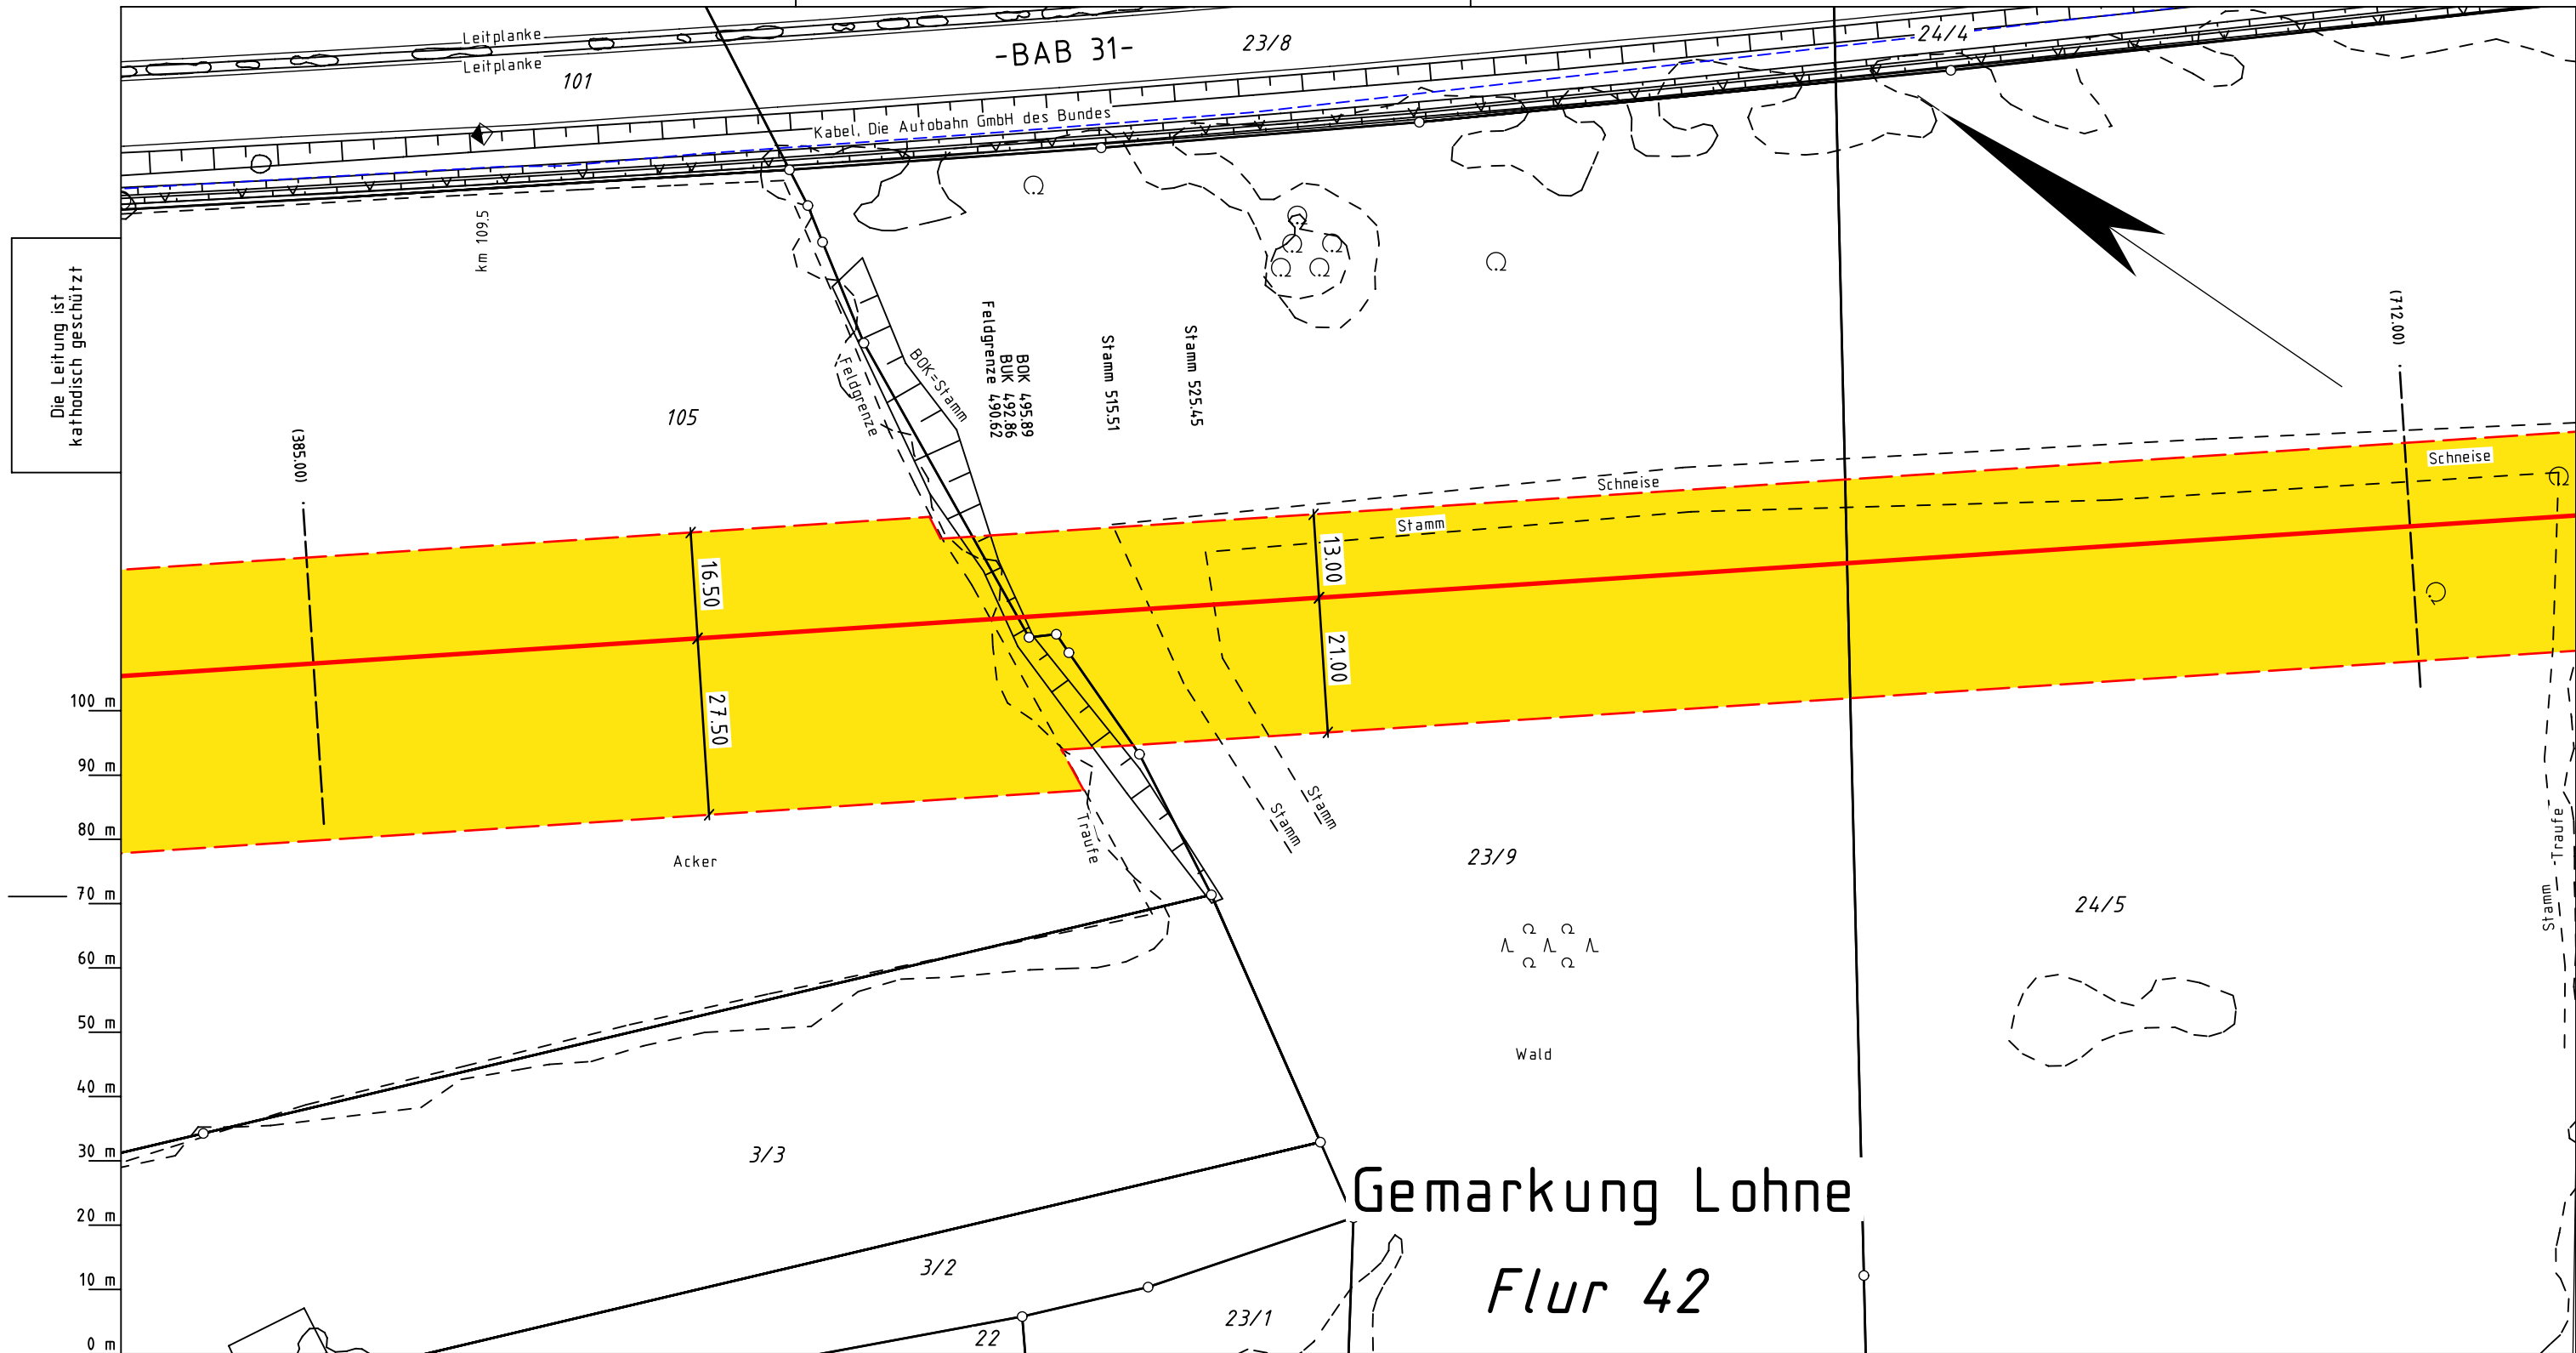 Leitplanke
Leitplanke
101
-BAB 31-
23/8
24/4
Kabel, Die Autobahn GmbH des Bundes
km 109.5
Die Leitung ist
kathodisch geschützt
105
Feldgrenze
BOK=Stamm
BOK 495.89
BUK 492.86
Feldgrenze 490.62
Stamm 515.51
Stamm 525.45
(385.00)
(712.00)
Schneise
Schneise
Stamm
16.50
27.50
13.00
21.00
Stamm
Stamm
Traufe
Acker
23/9
24/5
Stamm
Traufe
Wald
3/3
3/2
22
23/1
Gemarkung Lohne
Flur 42
100 m
90 m
80 m
70 m
60 m
50 m
40 m
30 m
20 m
10 m
0 m